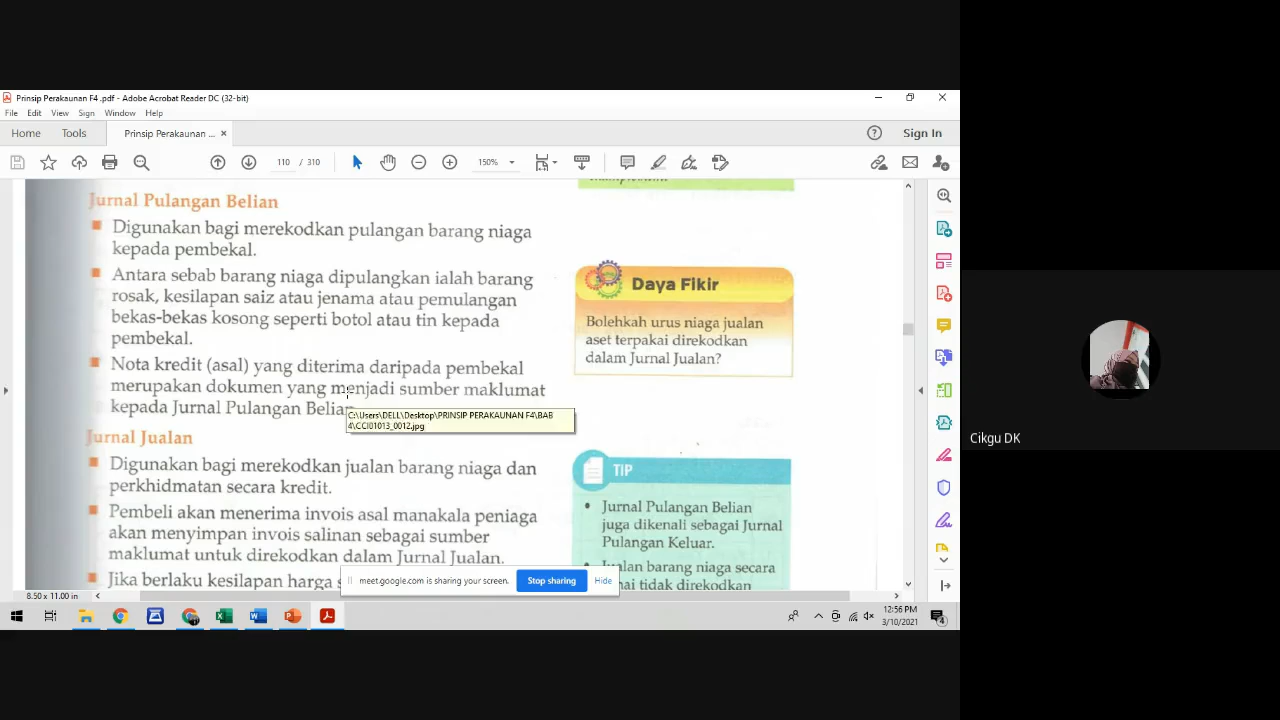 Prinsip Perakaunan F4 .pdf - Adobe Acrobat Reader DC (32-bit)
File Edit View Sign Window Help
Home Tools Prinsip Perakaunan ... × Sign In
110 / 310 150%
Jurnal Pulangan Belian
Digunakan bagi merekodkan pulangan barang niaga
kepada pembekal.
Antara sebab barang niaga dipulangkan ialah barang
rosak, kesilapan saiz atau jenama atau pemulangan
bekas-bekas kosong seperti botol atau tin kepada
pembekal.
Nota kredit (asal) yang diterima daripada pembekal
merupakan dokumen yang menjadi sumber maklumat
kepada Jurnal Pulangan Belian
C:\Users\DELL\Desktop\PRINSIP PERAKAUNAN F4\BAB
4\CCI01013_0012.jpg
Jurnal Jualan
Digunakan bagi merekodkan jualan barang niaga dan
perkhidmatan secara kredit.
Pembeli akan menerima invois asal manakala peniaga
akan menyimpan invois salinan sebagai sumber
maklumat untuk direkodkan dalam Jurnal Jualan.
Jika berlaku kesilapan harga
Daya Fikir
Bolehkah urus niaga jualan
aset terpakai direkodkan
dalam Jurnal Jualan?
TIP
• Jurnal Pulangan Belian
juga dikenali sebagai Jurnal
Pulangan Keluar.
• Jualan barang niaga secara
tidak direkodkan
meet.google.com is sharing your screen. Stop sharing Hide
8.50 x 11.00 in
12:56 PM
3/10/2021
4
Cikgu DK